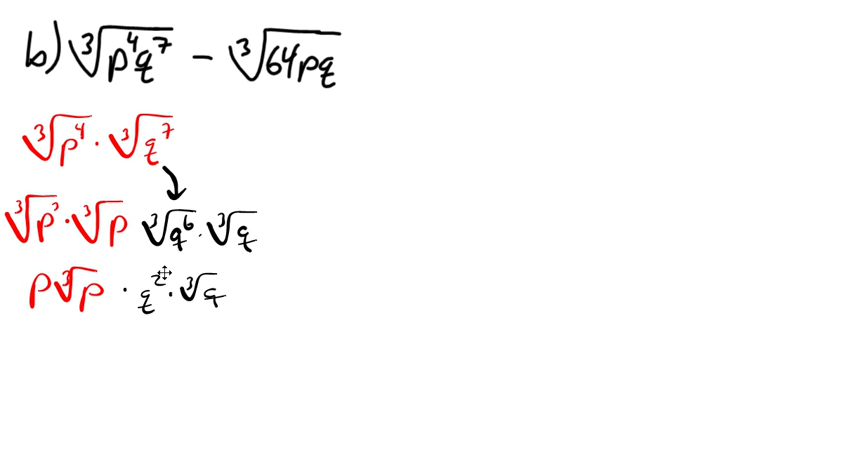 b) ∛(p⁴q⁷) − ∛(64pq)
∛(p⁴) · ∛(q⁷)
∛(p³) · ∛p ∛(q⁶) · ∛q
p∛p · q² · ∛q